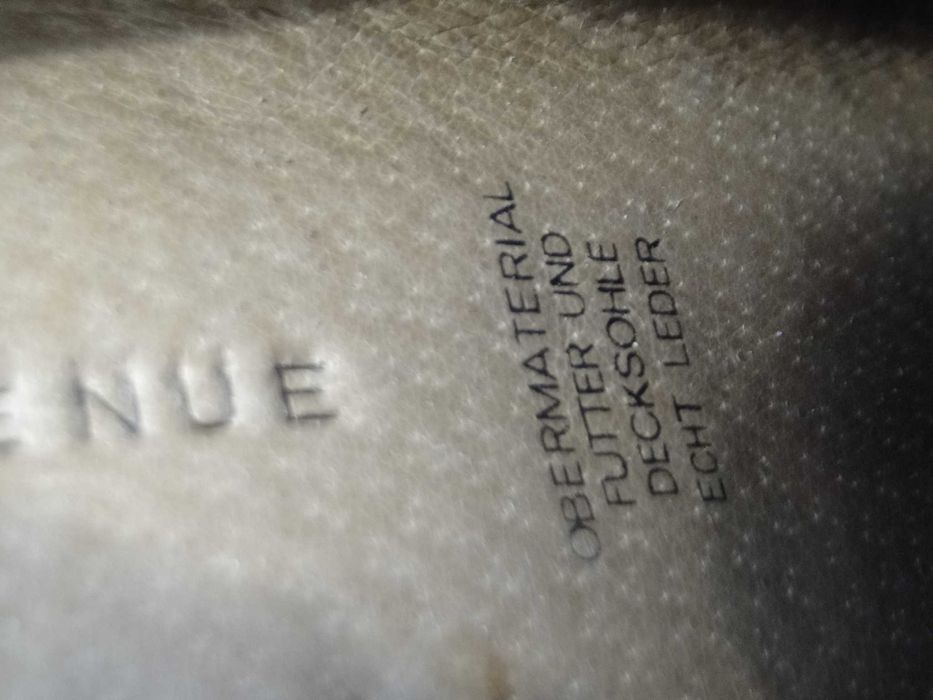 ENUE
OBERMATERIAL
FUTTER UND
DECKSOHLE
ECHT LEDER